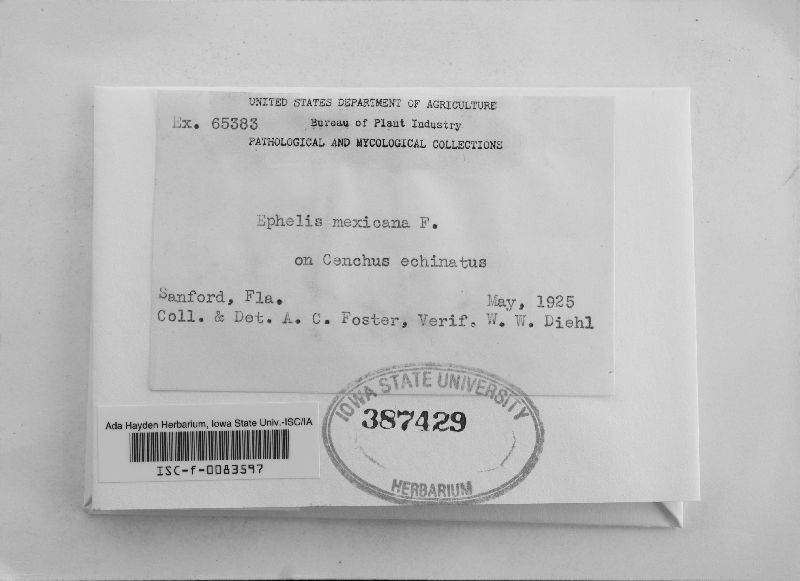 UNITED STATES DEPARTMENT OF AGRICULTURE
Ex. 65383 Bureau of Plant Industry
PATHOLOGICAL AND MYCOLOGICAL COLLECTIONS
Ephelis mexicana F.
on Cenchus echinatus
Sanford, Fla. May, 1925
Coll. & Det. A. C. Foster, Verif. W. W. Diehl
IOWA STATE UNIVERSITY
387429
HERBARIUM
Ada Hayden Herbarium, Iowa State Univ.-ISC/IA
ISC-f-0083597